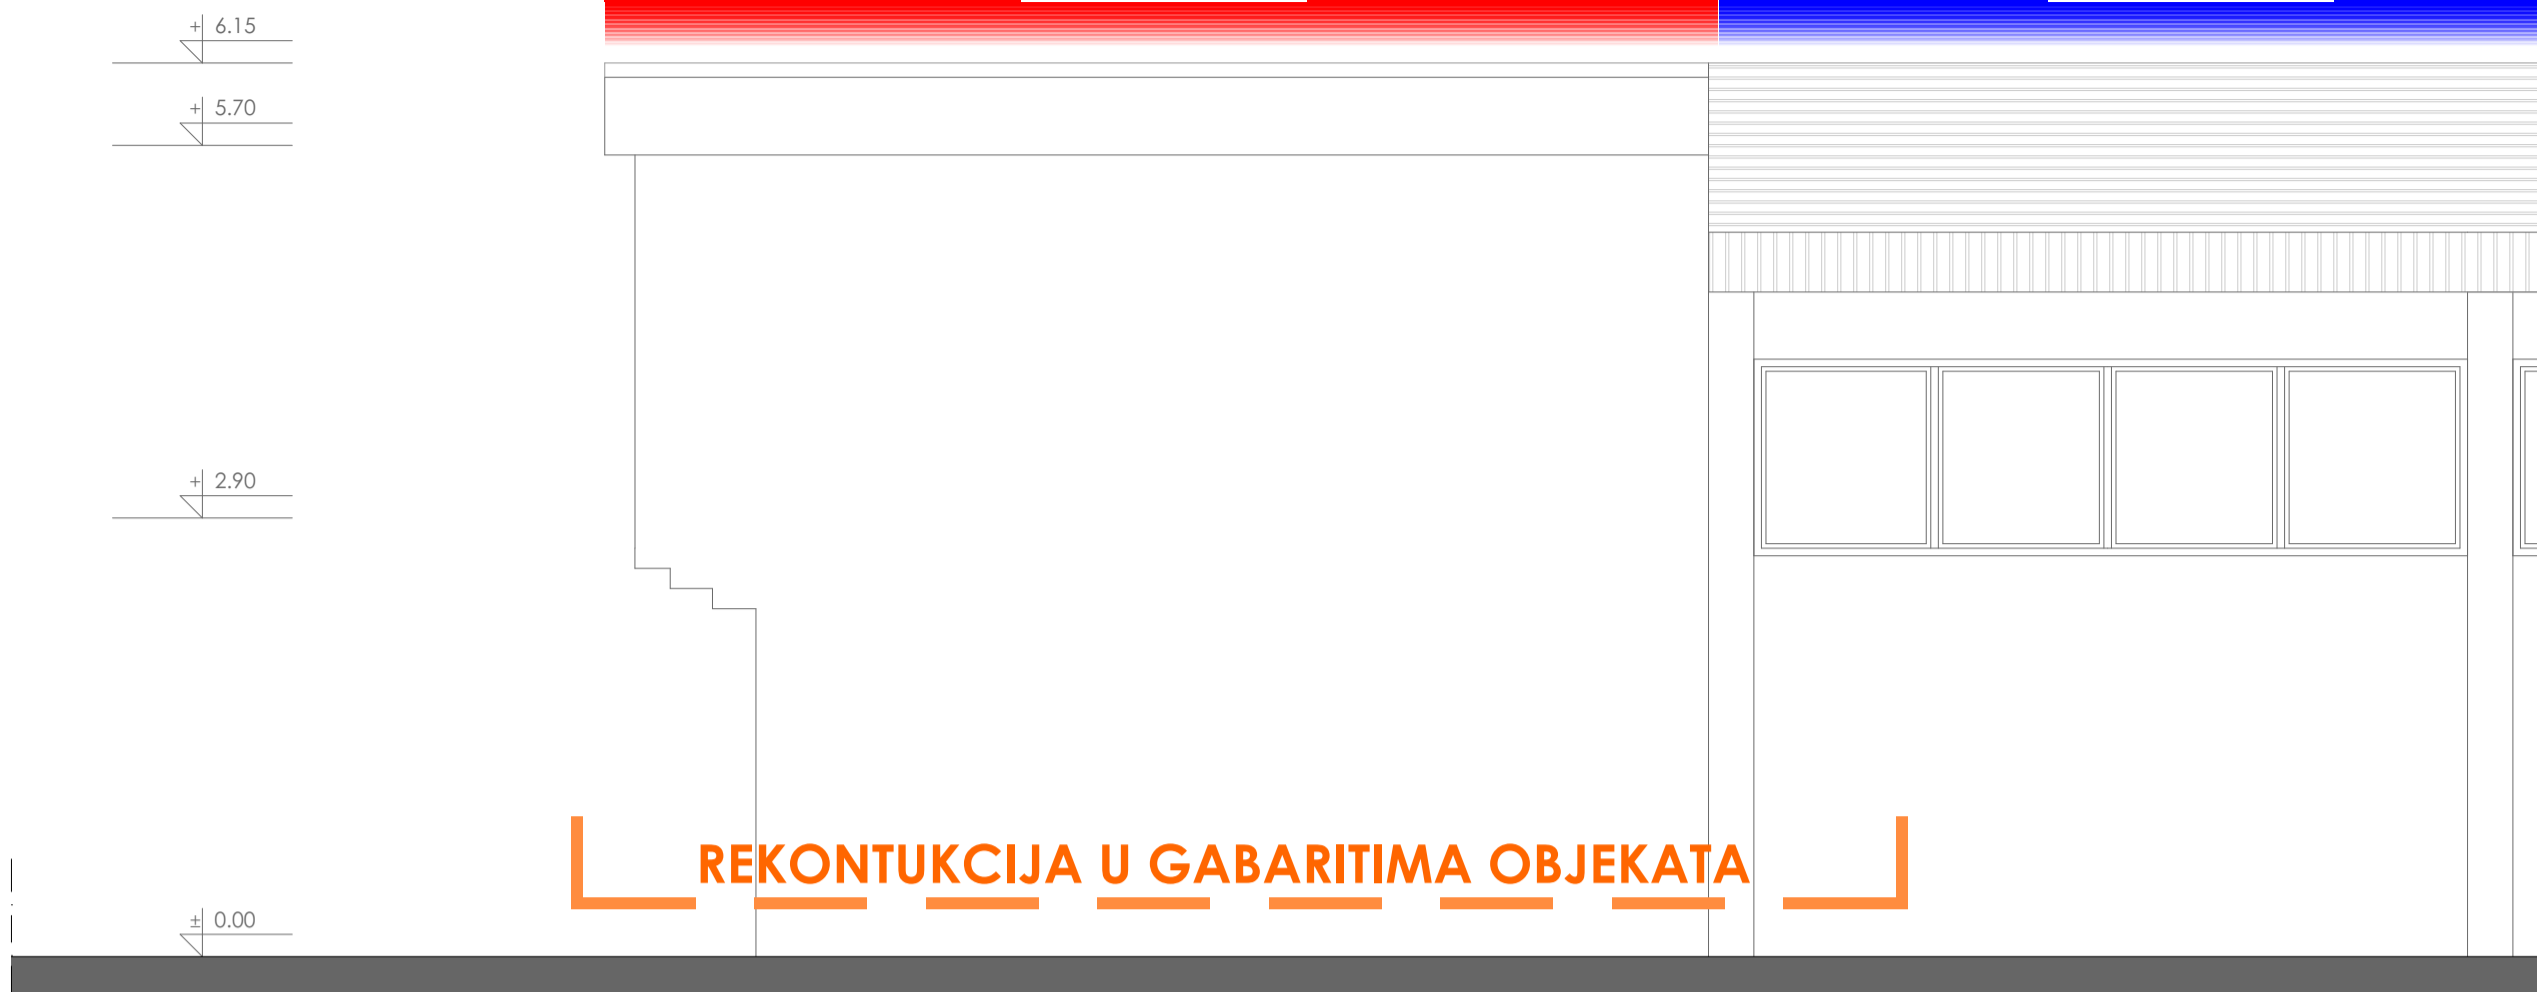 + 6.15
+ 5.70
+ 2.90
REKONTUKCIJA U GABARITIMA OBJEKATA
± 0.00